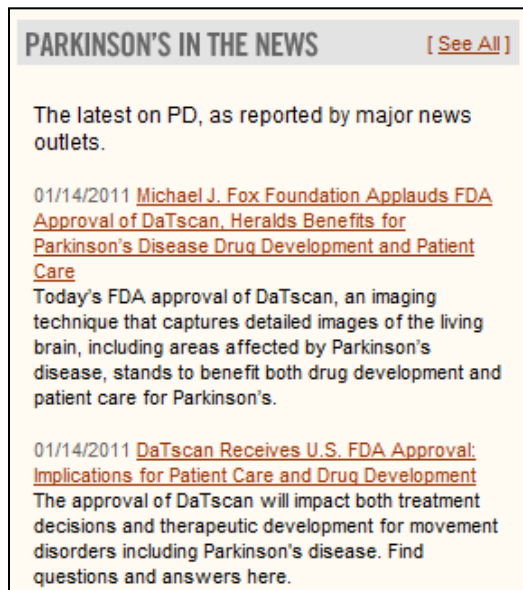 PARKINSON'S IN THE NEWS [ See All ]
The latest on PD, as reported by major news
outlets.
01/14/2011 Michael J. Fox Foundation Applauds FDA
Approval of DaTscan, Heralds Benefits for
Parkinson's Disease Drug Development and Patient
Care
Today's FDA approval of DaTscan, an imaging
technique that captures detailed images of the living
brain, including areas affected by Parkinson's
disease, stands to benefit both drug development and
patient care for Parkinson's.
01/14/2011 DaTscan Receives U.S. FDA Approval:
Implications for Patient Care and Drug Development
The approval of DaTscan will impact both treatment
decisions and therapeutic development for movement
disorders including Parkinson's disease. Find
questions and answers here.